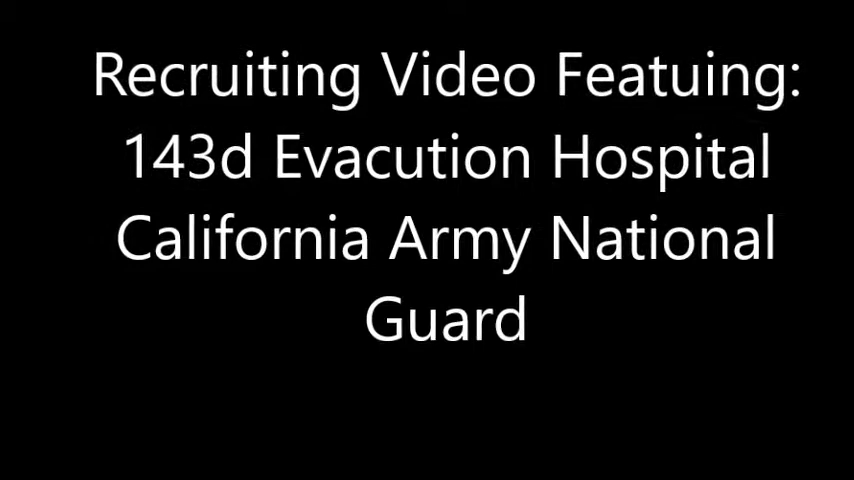 Recruiting Video Featuing:
143d Evacution Hospital
California Army National
Guard